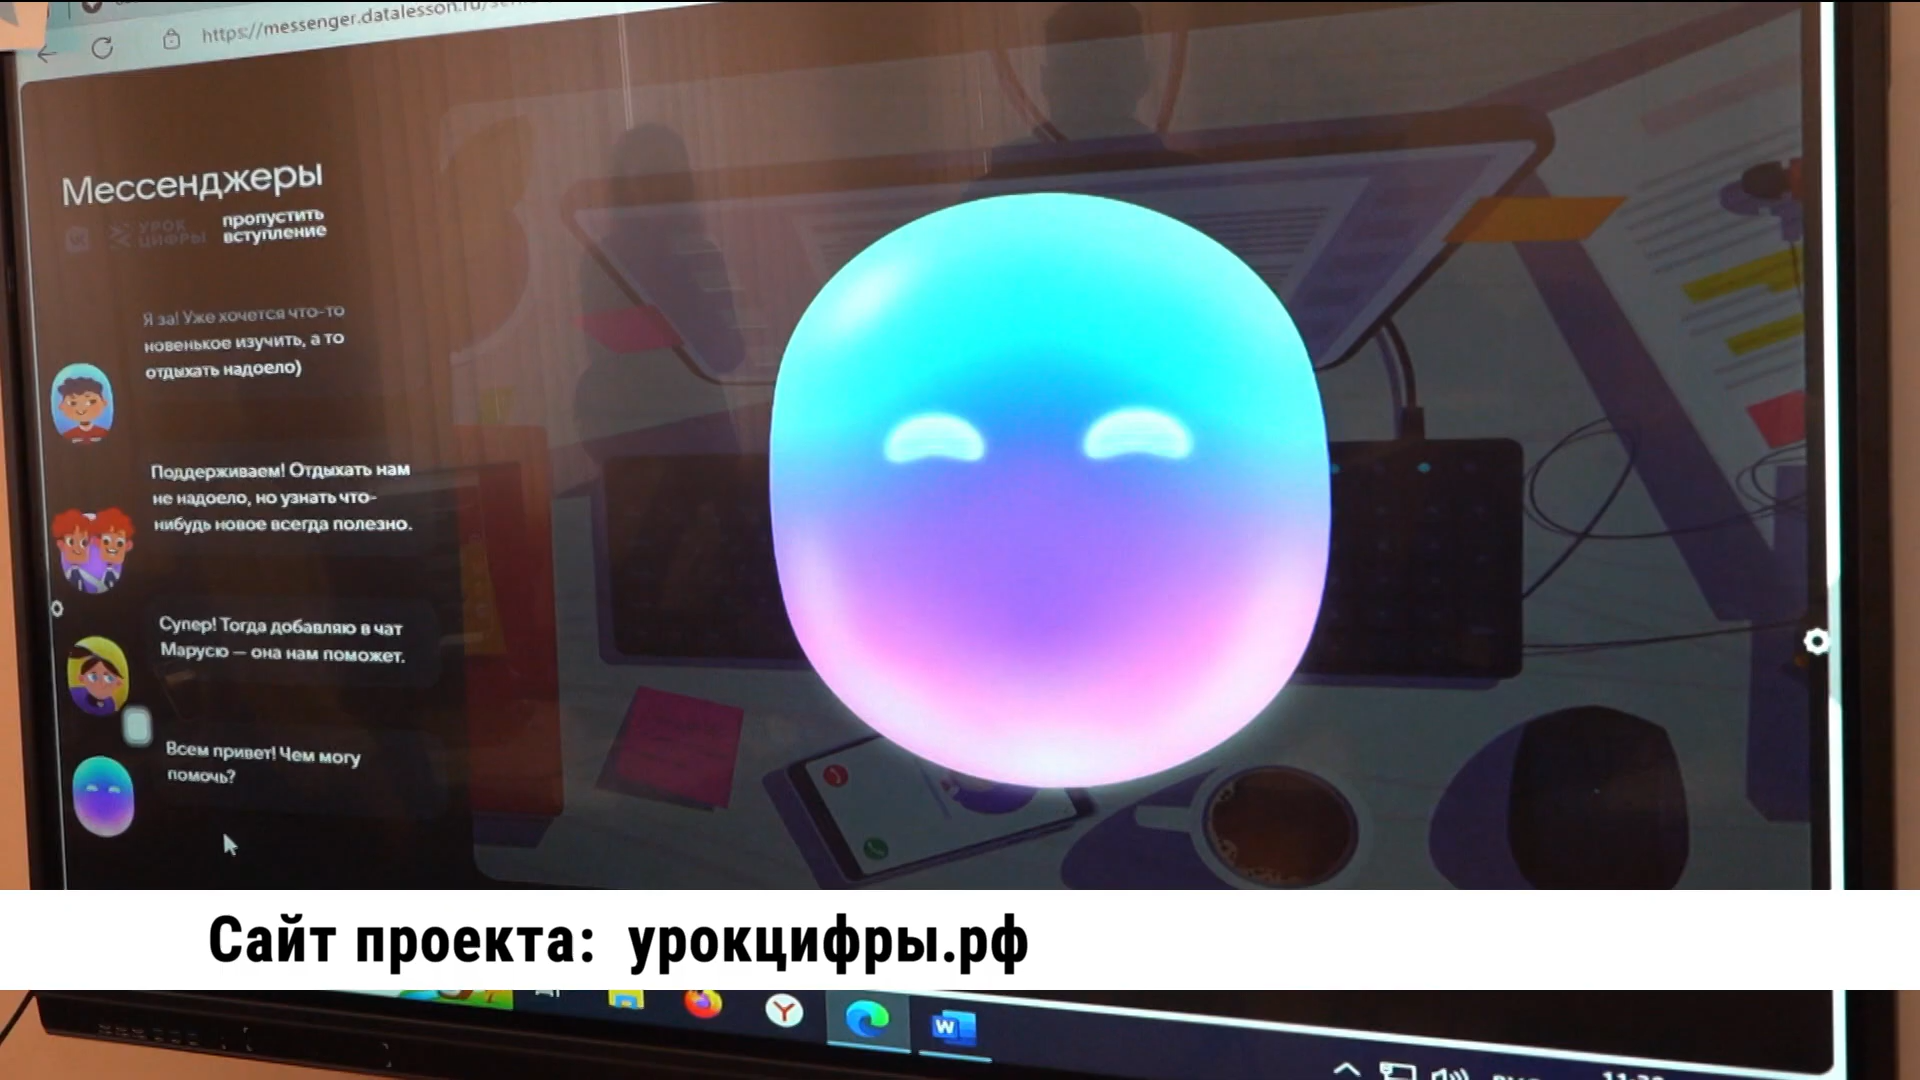 https://messenger.datalesson.ru/
Мессенджеры
УРОК
ЦИФРЫ
пропустить
вступление
Я за! Уже хочется что-то
новенькое изучить, а то
отдыхать надоело)
Поддерживаем! Отдыхать нам
не надоело, но узнать что-
нибудь новое всегда полезно.
Супер! Тогда добавляю в чат
Марусю — она нам поможет.
Всем привет! Чем могу
помочь?
Сайт проекта: урокцифры.рф